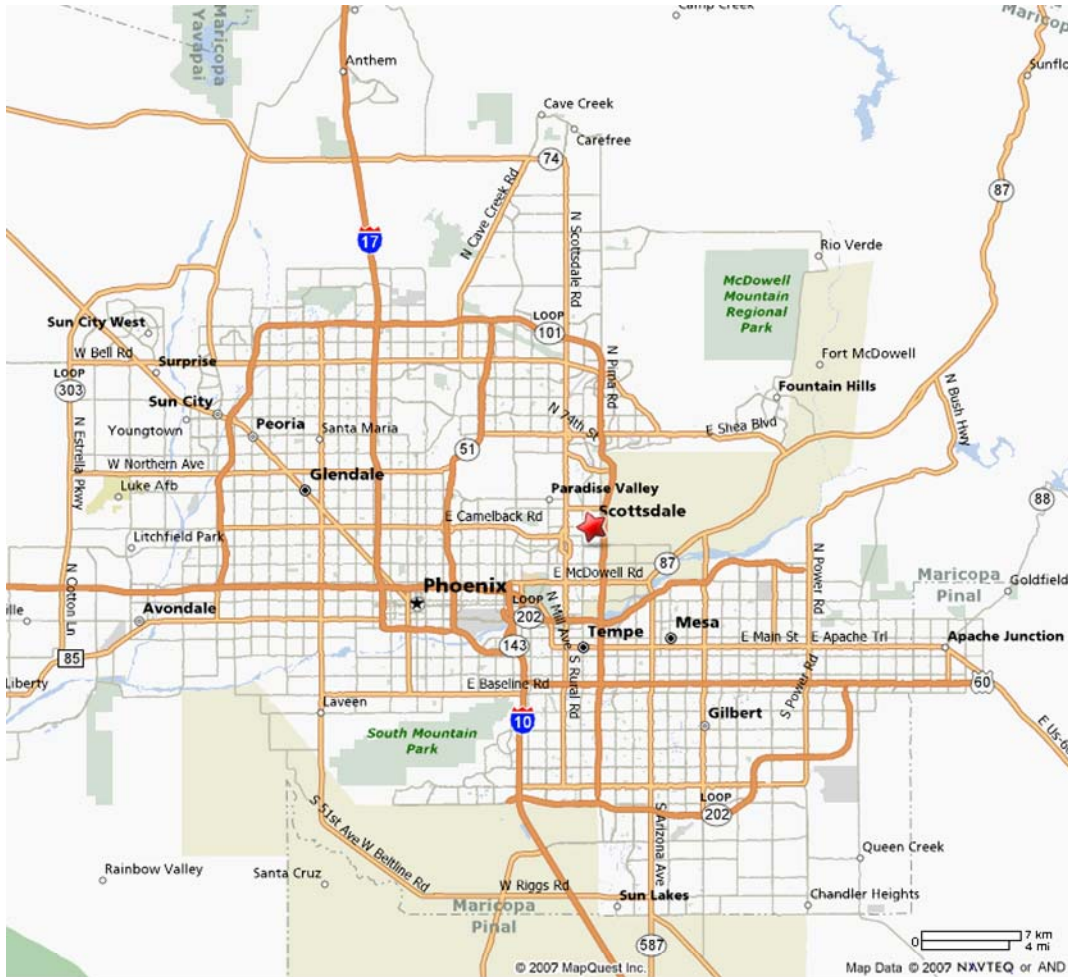 Camp Creek
Maricopa
Yavapai
Maricopa
Anthem
Cave Creek
Carefree
74
87
17
N Cave Creek Rd
N Scottsdale Rd
Rio Verde
McDowell
Mountain
Regional
Park
Sun City West
LOOP
101
W Bell Rd
Surprise
N Pima Rd
Fort McDowell
LOOP
303
Sun City
Fountain Hills
N Bush Hwy
N Estrella Pkwy
Youngtown
Peoria
Santa Maria
51
N 74th St
E Shea Blvd
W Northern Ave
Glendale
Luke Afb
Paradise Valley
88
E Camelback Rd
Scottsdale
Litchfield Park
87
N Power Rd
E McDowell Rd
Maricopa
Pinal
Goldfield
N Cotton Ln
Phoenix
Avondale
LOOP
202
N Mill Ave
Tempe
Mesa
ville
143
E Main St
E Apache Trl
Apache Junction
85
Liberty
E Baseline Rd
S Rural Rd
S Power Rd
60
Laveen
10
Gilbert
South Mountain
Park
E Us-60
LOOP
202
S 51st Ave
W Beltline Rd
S Arizona Ave
Queen Creek
Rainbow Valley
Santa Cruz
W Riggs Rd
Sun Lakes
Chandler Heights
Maricopa
Pinal
587
0
7 km
4 mi
© 2007 MapQuest Inc.
Map Data © 2007 NAVTEQ or AND